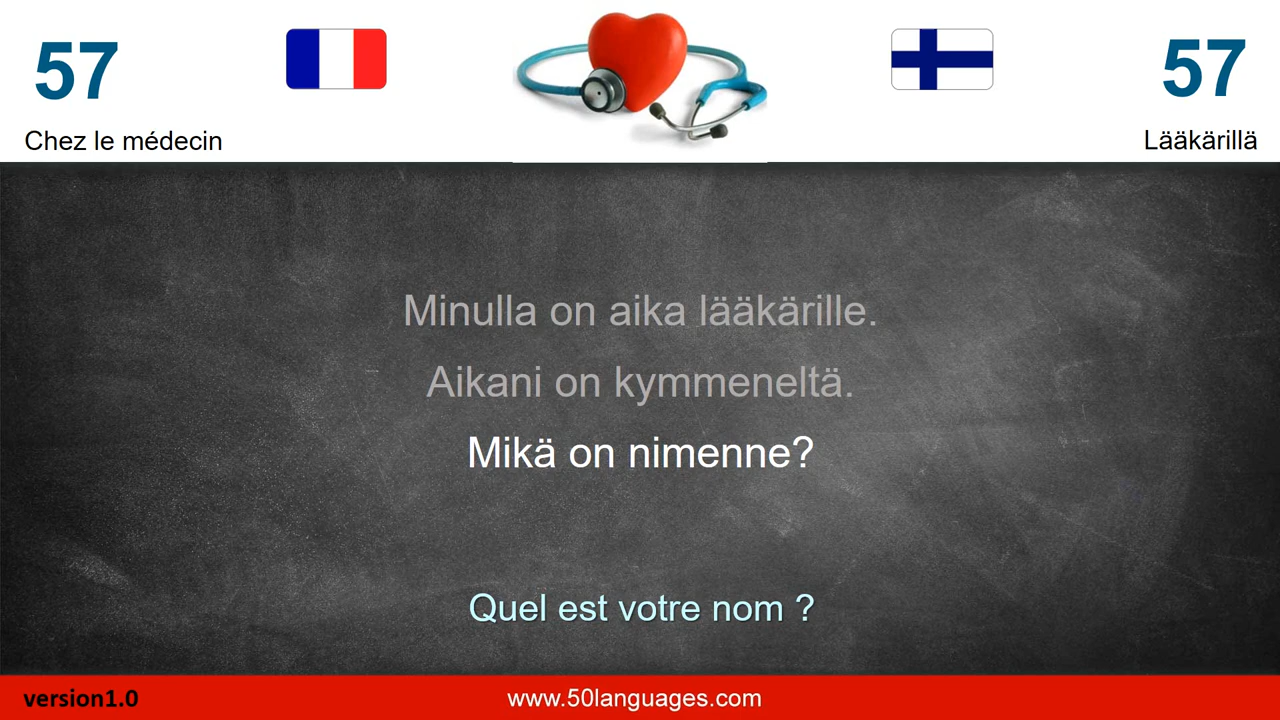 57
Chez le médecin
57
Lääkärillä
Minulla on aika lääkärille.
Aikani on kymmeneltä.
Mikä on nimenne?
Quel est votre nom ?
version1.0
www.50languages.com